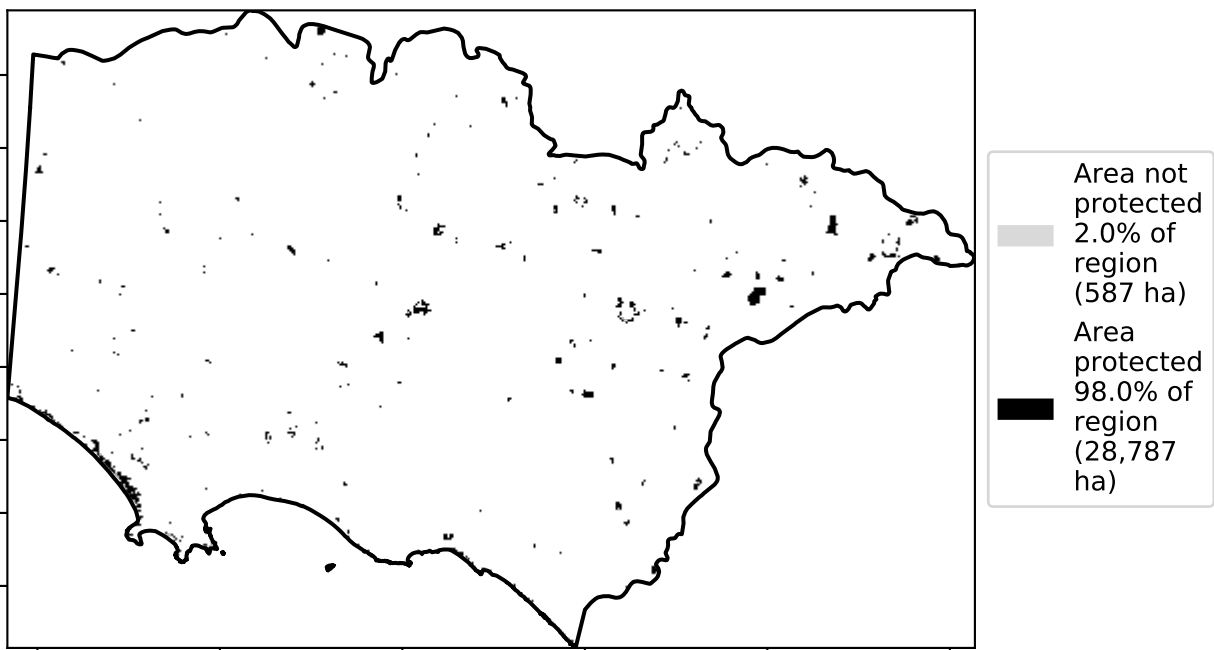 Area not
protected
2.0% of
region
(587 ha)
Area
protected
98.0% of
region
(28,787
ha)